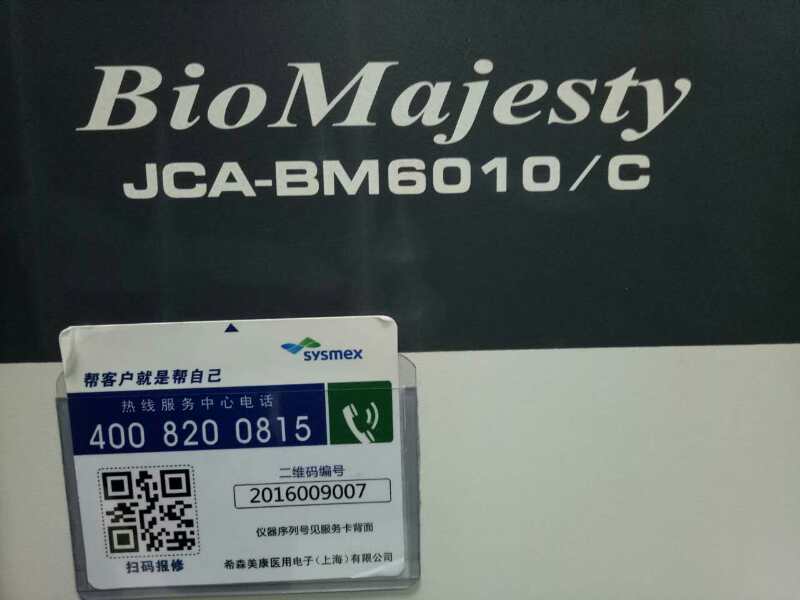 BioMajesty
JCA-BM6010/C
sysmex
帮客户就是帮自己
热线服务中心电话
400 820 0815
二维码编号
2016009007
仪器序列号见服务卡背面
扫码报修
希森美康医用电子(上海)有限公司